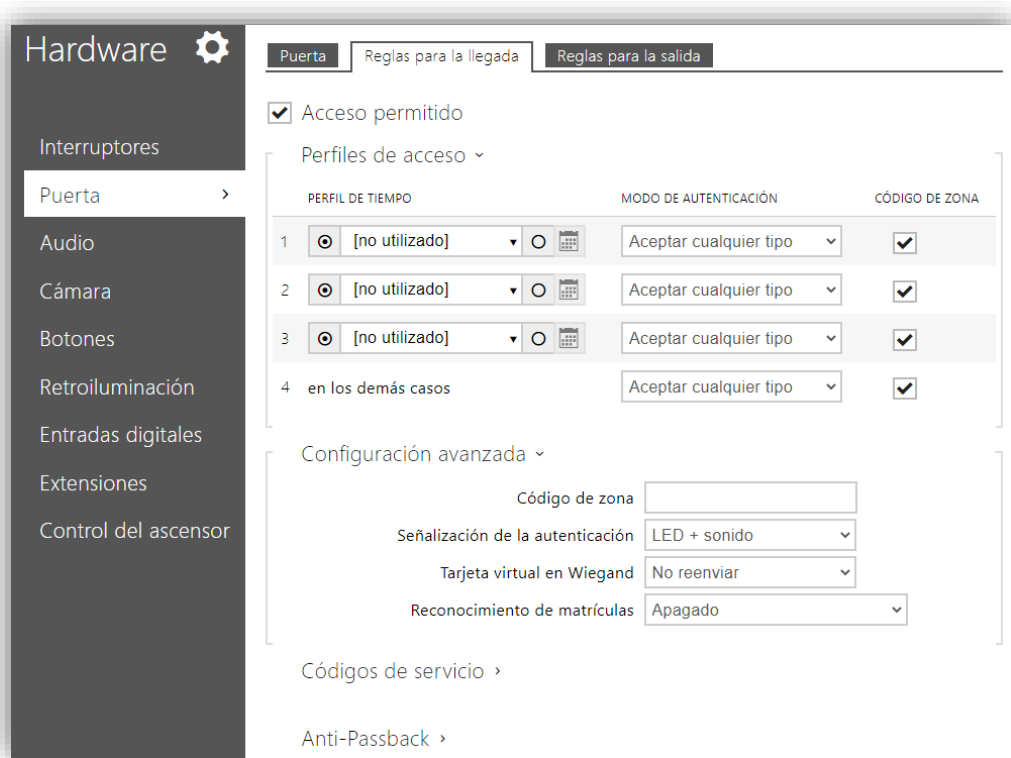 Hardware
Interruptores
Puerta
Audio
Cámara
Botones
Retroiluminación
Entradas digitales
Extensiones
Control del ascensor
Puerta Reglas para la llegada Reglas para la salida
Acceso permitido
Perfiles de acceso
PERFIL DE TIEMPO MODO DE AUTENTICACIÓN CÓDIGO DE ZONA
1 [no utilizado] Aceptar cualquier tipo
2 [no utilizado] Aceptar cualquier tipo
3 [no utilizado] Aceptar cualquier tipo
4 en los demás casos Aceptar cualquier tipo
Configuración avanzada
Código de zona
Señalización de la autenticación LED + sonido
Tarjeta virtual en Wiegand No reenviar
Reconocimiento de matrículas Apagado
Códigos de servicio
Anti-Passback